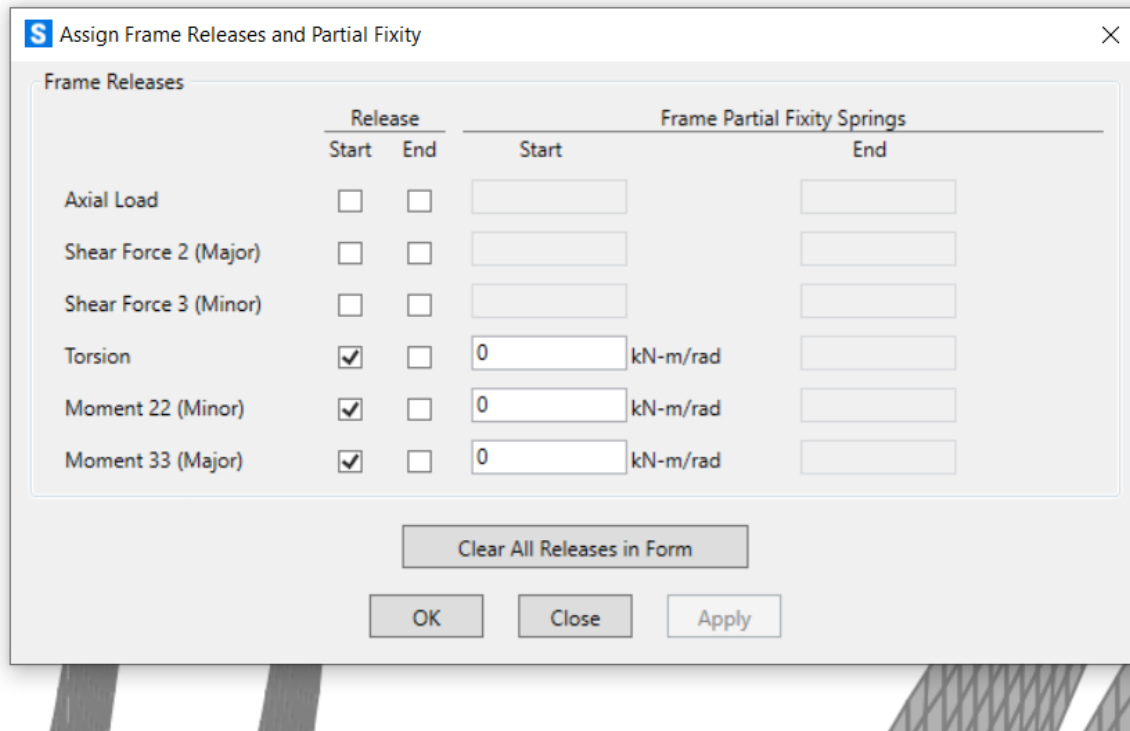 S Assign Frame Releases and Partial Fixity
Frame Releases
Release Frame Partial Fixity Springs
Start End Start End
Axial Load
Shear Force 2 (Major)
Shear Force 3 (Minor)
Torsion 0 kN-m/rad
Moment 22 (Minor) 0 kN-m/rad
Moment 33 (Major) 0 kN-m/rad
Clear All Releases in Form
OK Close Apply